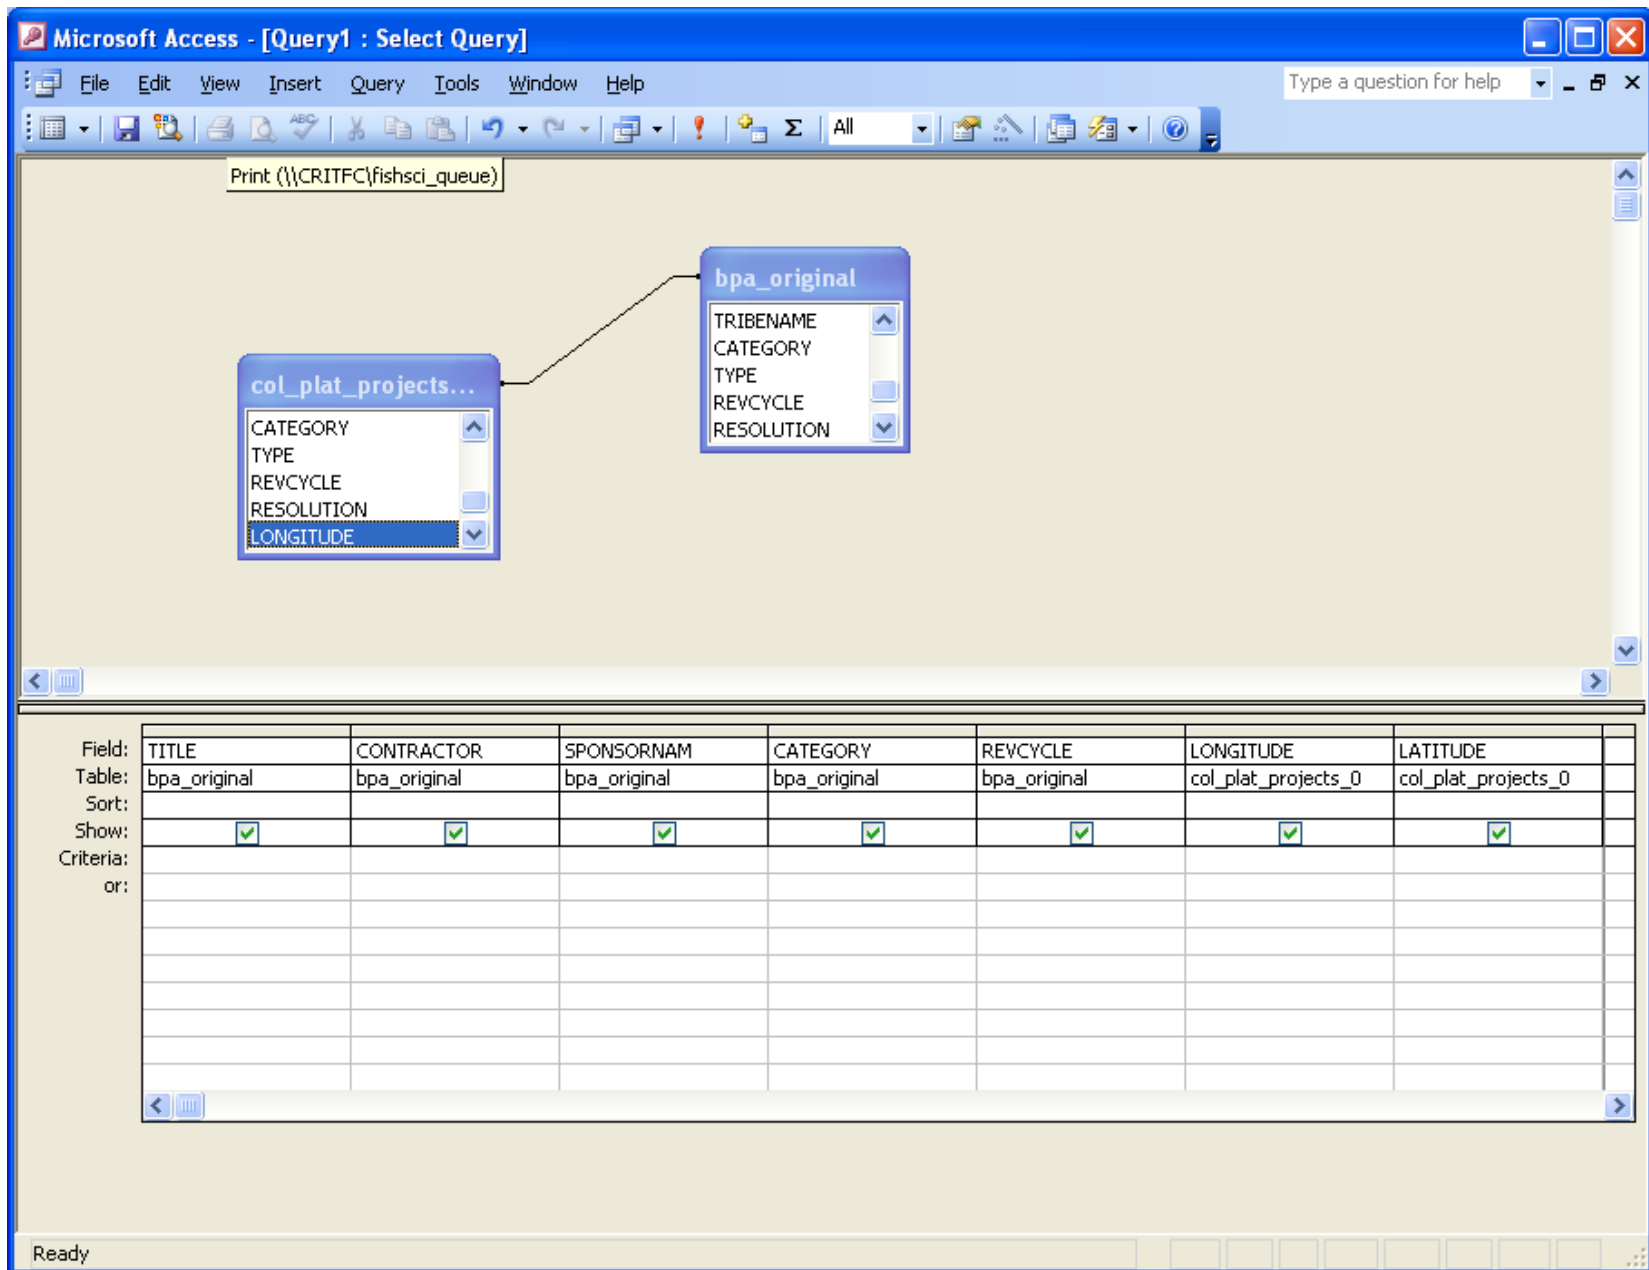 Microsoft Access - [Query1 : Select Query]
File Edit View Insert Query Tools Window Help Type a question for help
ABC Σ All
Print (\\CRITFC\fishsci_queue)
bpa_original
TRIBENAME
CATEGORY
TYPE
REVCYCLE
RESOLUTION
col_plat_projects...
CATEGORY
TYPE
REVCYCLE
RESOLUTION
LONGITUDE
Field: TITLE CONTRACTOR SPONSORNAM CATEGORY REVCYCLE LONGITUDE LATITUDE
Table: bpa_original bpa_original bpa_original bpa_original bpa_original col_plat_projects_0 col_plat_projects_0
Sort:
Show:
Criteria:
or:
Ready